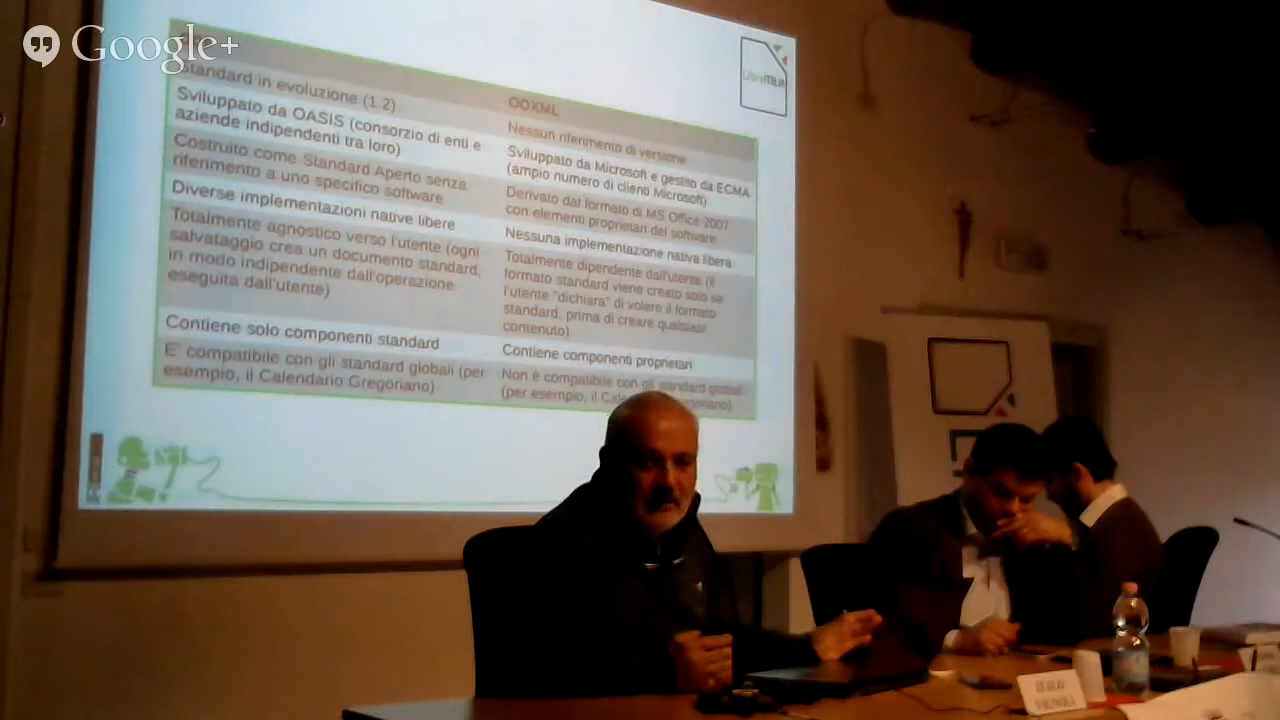 Google+
LibreITALIA
Standard in evoluzione (1.2)
Sviluppato da OASIS (consorzio di enti e
aziende indipendenti tra loro)
Costruito come Standard Aperto senza
riferimento a uno specifico software
Diverse implementazioni native libere
Totalmente agnostico verso l'utente (ogni
salvataggio crea un documento standard,
in modo indipendente dall'operazione
eseguita dall'utente)
Contiene solo componenti standard
E' compatibile con gli standard globali (per
esempio, il Calendario Gregoriano)
OOXML
Nessun riferimento di versione
Sviluppato da Microsoft e gestito da ECMA
(ampio numero di clienti Microsoft)
Derivato dal formato di MS Office 2007
con elementi proprietari del software
Nessuna implementazione nativa libera
Totalmente dipendente dall'utente (il
formato standard viene creato solo se
l'utente "dichiara" di volere il formato
standard, prima di creare qualsiasi
contenuto)
Contiene componenti proprietari
Non è compatibile con gli standard globali
(per esempio, il
ITALO
VIGNOLI